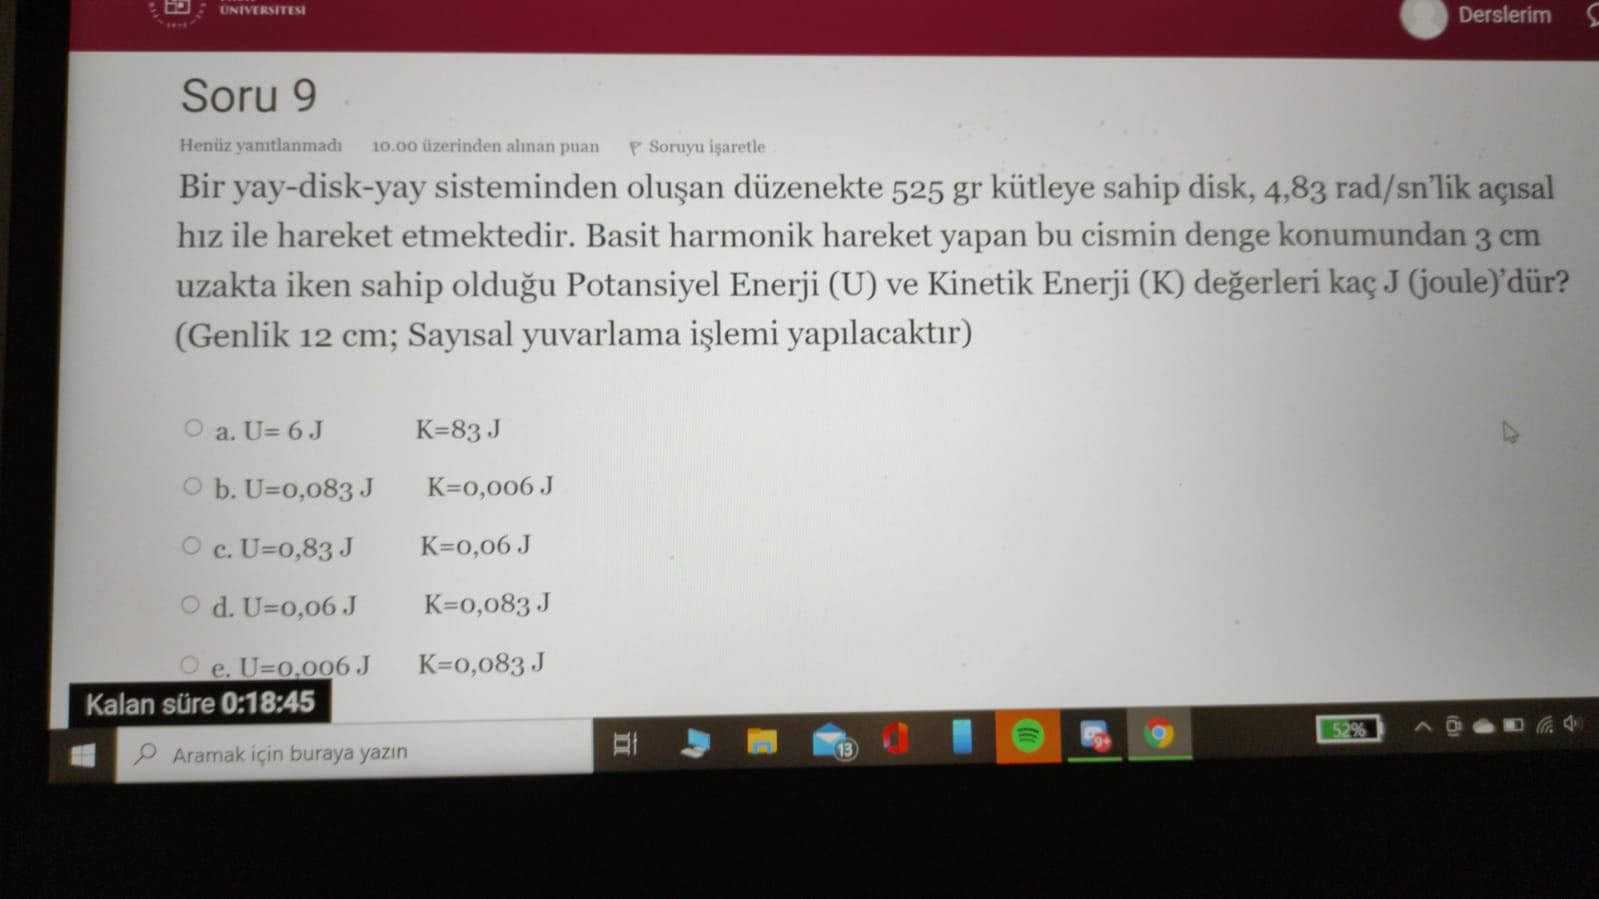 ÜNİVERSİTESİ
Derslerim
Soru 9
Henüz yanıtlanmadı 10.00 üzerinden alınan puan Soruyu işaretle
Bir yay-disk-yay sisteminden oluşan düzenekte 525 gr kütleye sahip disk, 4,83 rad/sn'lik açısal
hız ile hareket etmektedir. Basit harmonik hareket yapan bu cismin denge konumundan 3 cm
uzakta iken sahip olduğu Potansiyel Enerji (U) ve Kinetik Enerji (K) değerleri kaç J (joule)'dür?
(Genlik 12 cm; Sayısal yuvarlama işlemi yapılacaktır)
a. U= 6 J K=83 J
b. U=0,083 J K=0,006 J
c. U=0,83 J K=0,06 J
d. U=0,06 J K=0,083 J
e. U=0,006 J K=0,083 J
Kalan süre 0:18:45
Aramak için buraya yazın
13
9+
52%